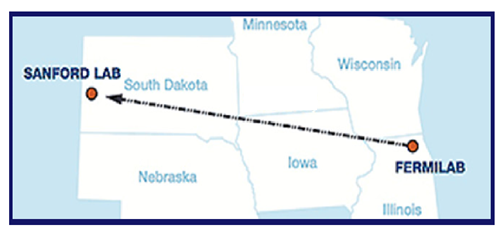 Minnesota
Wisconsin
SANFORD LAB
South Dakota
Iowa
FERMILAB
Nebraska
Illinois